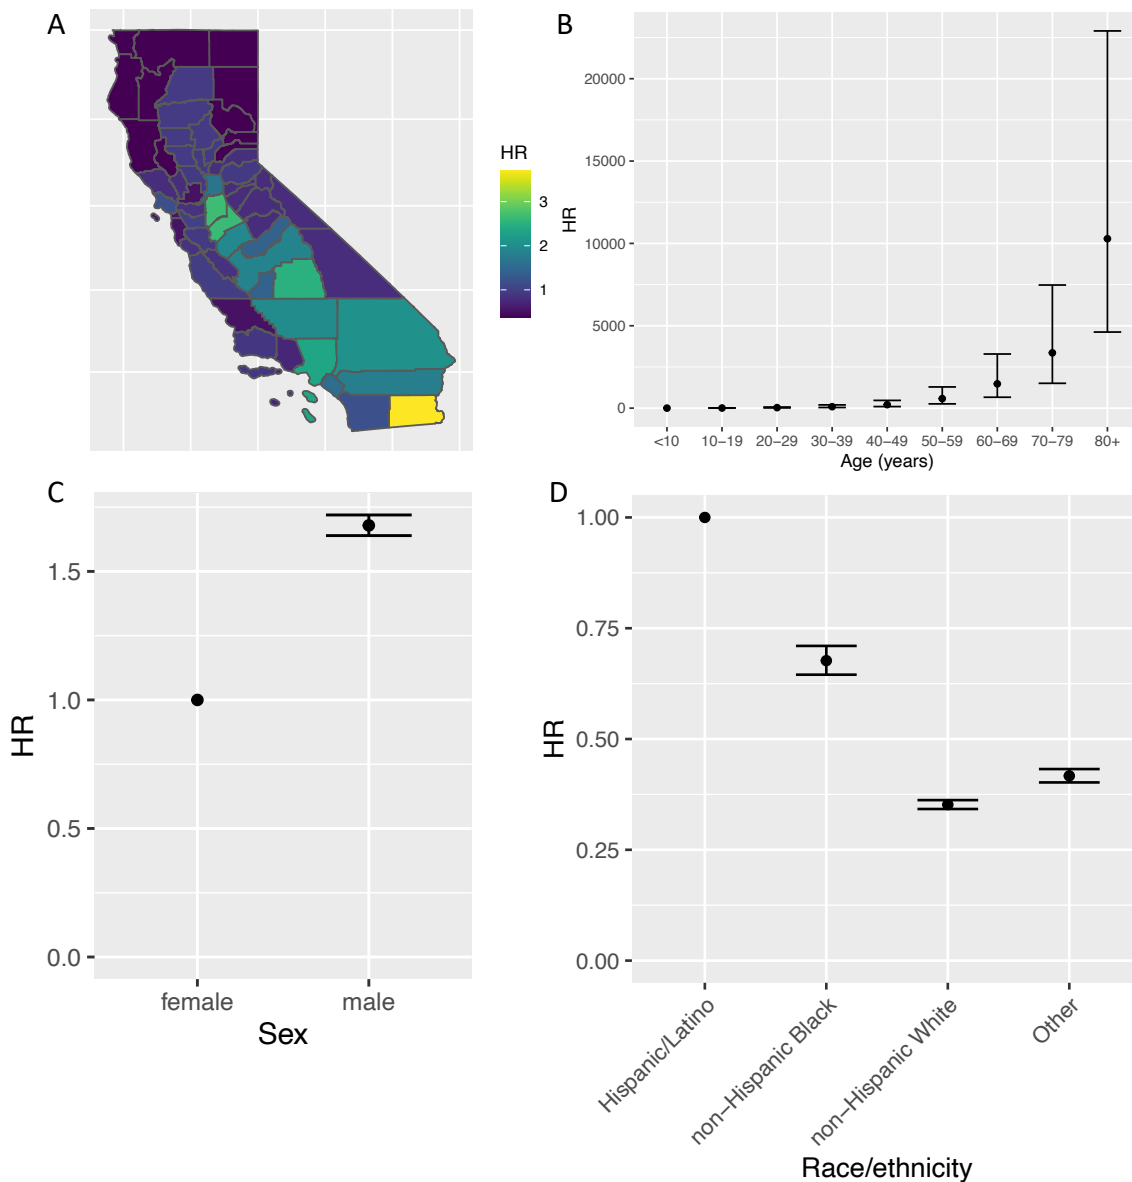 A
HR
3
2
1
B
HR
20000
15000
10000
5000
0
<10 10−19 20−29 30−39 40−49 50−59 60−69 70−79 80+
Age (years)
C
HR
1.5
1.0
0.5
0.0
female male
Sex
D
HR
1.00
0.75
0.50
0.25
0.00
Hispanic/Latino
non−Hispanic Black
non−Hispanic White
Other
Race/ethnicity